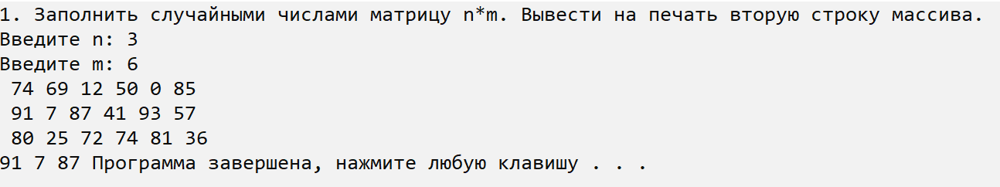 1. Заполнить случайными числами матрицу n*m. Вывести на печать вторую строку массива.
Введите n: 3
Введите m: 6
74 69 12 50 0 85
91 7 87 41 93 57
80 25 72 74 81 36
91 7 87 Программа завершена, нажмите любую клавишу . . .